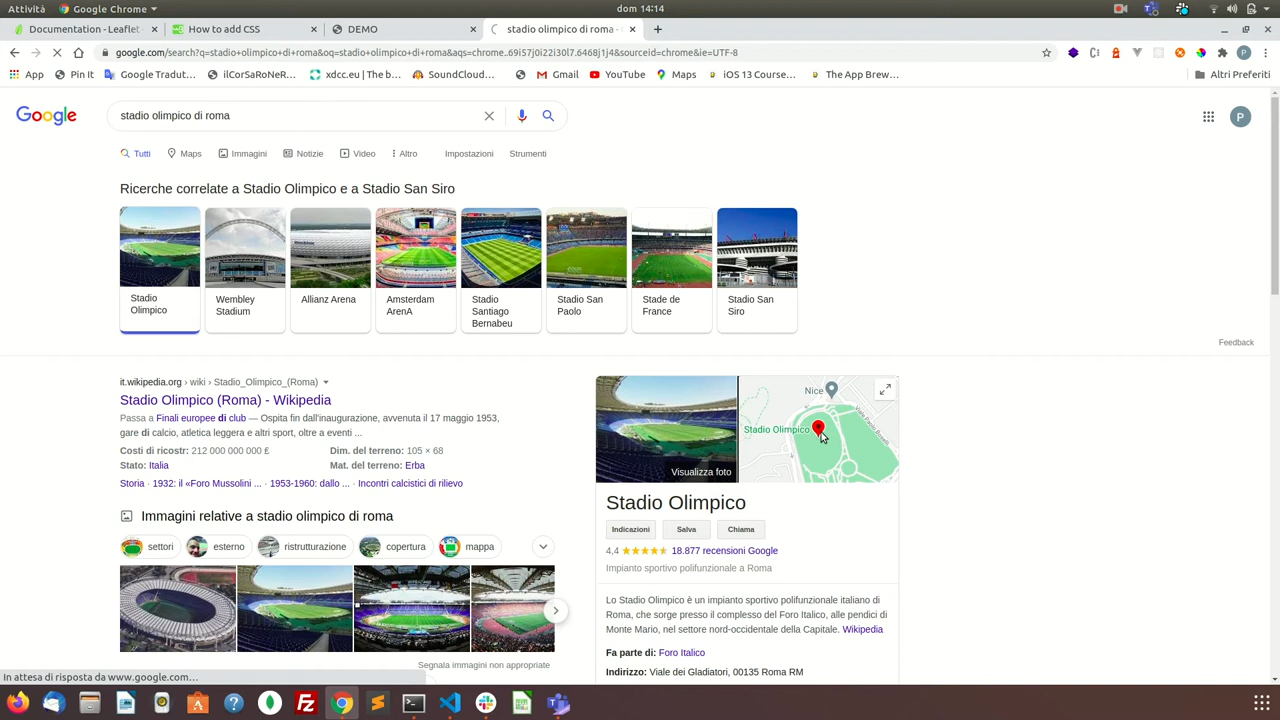 Attività
Google Chrome
dom 14:14
Documentation - Leaflet
How to add CSS
DEMO
stadio olimpico di roma -
google.com/search?q=stadio+olimpico+di+roma&oq=stadio+olimpico+di+roma&aqs=chrome..69i57j0i22i30l7.6468j1j4&sourceid=chrome&ie=UTF-8
App
Pin It
Google Tradut...
ilCorSaRoNeR...
xdcc.eu | The b...
SoundCloud...
Gmail
YouTube
Maps
iOS 13 Course...
The App Brew...
Altri Preferiti
Google
stadio olimpico di roma
P
Tutti
Maps
Immagini
Notizie
Video
Altro
Impostazioni
Strumenti
Ricerche correlate a Stadio Olimpico e a Stadio San Siro
Stadio
Olimpico
Wembley
Stadium
Allianz Arena
Amsterdam
ArenA
Stadio
Santiago
Bernabeu
Stadio San
Paolo
Stade de
France
Stadio San
Siro
Feedback
it.wikipedia.org › wiki › Stadio_Olimpico_(Roma)
Stadio Olimpico (Roma) - Wikipedia
Passa a Finali europee di club — Ospita fin dall'inaugurazione, avvenuta il 17 maggio 1953,
gare di calcio, atletica leggera e altri sport, oltre a eventi ...
Costi di ricostr: 212 000 000 000 ₤
Dim. del terreno: 105 × 68
Stato: Italia
Mat. del terreno: Erba
Storia · 1932: il «Foro Mussolini ... · 1953-1960: dallo ... · Incontri calcistici di rilievo
Immagini relative a stadio olimpico di roma
settori
esterno
ristrutturazione
copertura
mappa
Segnala immagini non appropriate
Visualizza foto
Nice
Stadio Olimpico
Viale Pietro Boselli
Stadio Olimpico
Indicazioni
Salva
Chiama
4,4
18.877 recensioni Google
Impianto sportivo polifunzionale a Roma
Lo Stadio Olimpico è un impianto sportivo polifunzionale italiano di
Roma, che sorge presso il complesso del Foro Italico, alle pendici di
Monte Mario, nel settore nord-occidentale della Capitale. Wikipedia
Fa parte di: Foro Italico
Indirizzo: Viale dei Gladiatori, 00135 Roma RM
In attesa di risposta da www.google.com…